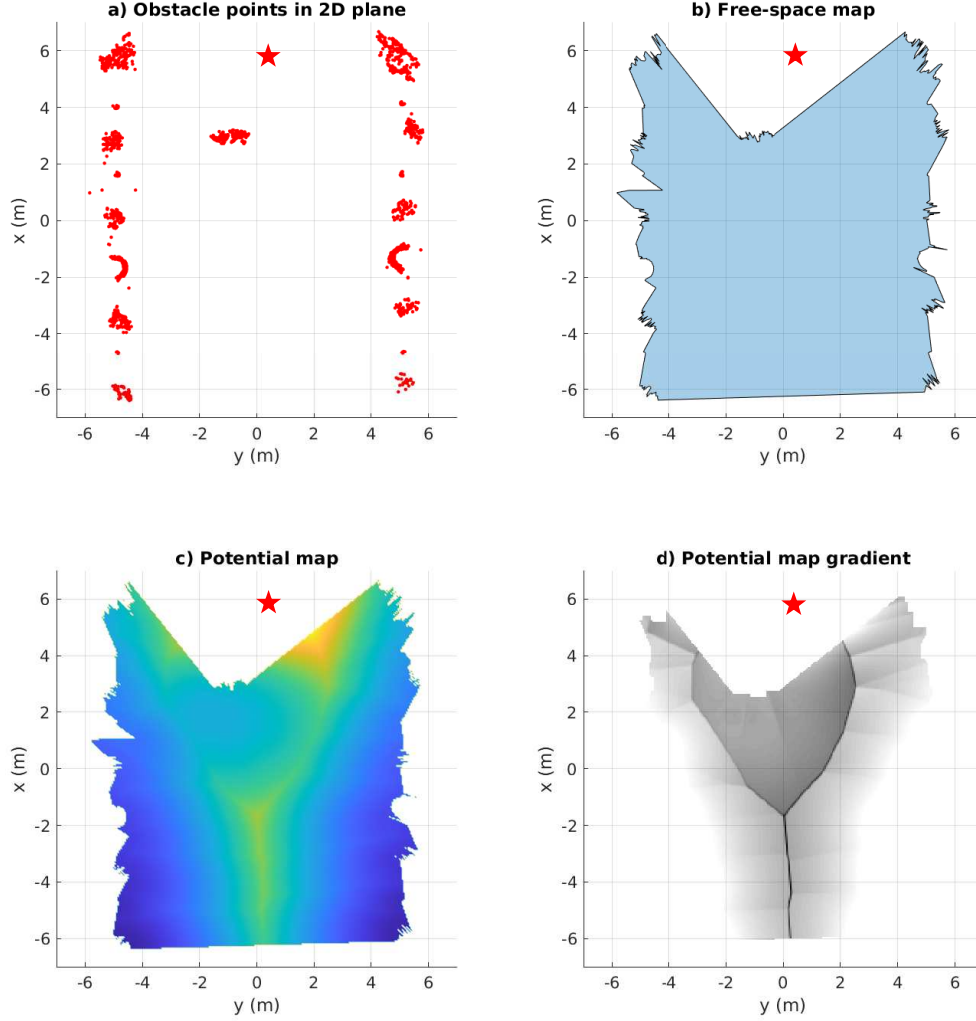 a) Obstacle points in 2D plane
6
4
2
0
-2
-4
-6
x (m)
-6 -4 -2 0 2 4 6
y (m)
b) Free-space map
6
4
2
0
-2
-4
-6
x (m)
-6 -4 -2 0 2 4 6
y (m)
c) Potential map
6
4
2
0
-2
-4
-6
x (m)
-6 -4 -2 0 2 4 6
y (m)
d) Potential map gradient
6
4
2
0
-2
-4
-6
x (m)
-6 -4 -2 0 2 4 6
y (m)